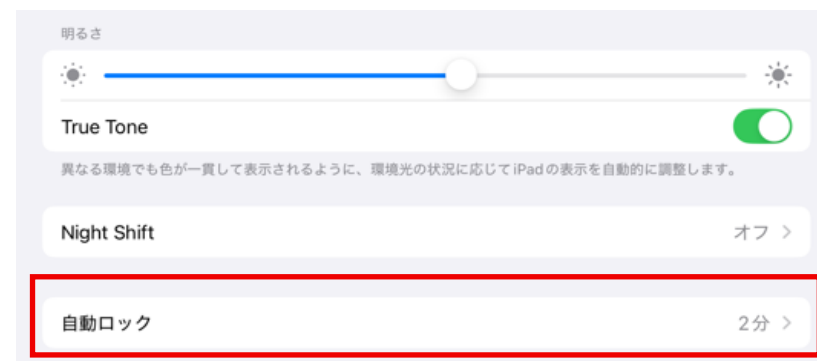 明るさ
True Tone
異なる環境でも色が一貫して表示されるように、環境光の状況に応じてiPadの表示を自動的に調整します。
Night Shift オフ
自動ロック 2分